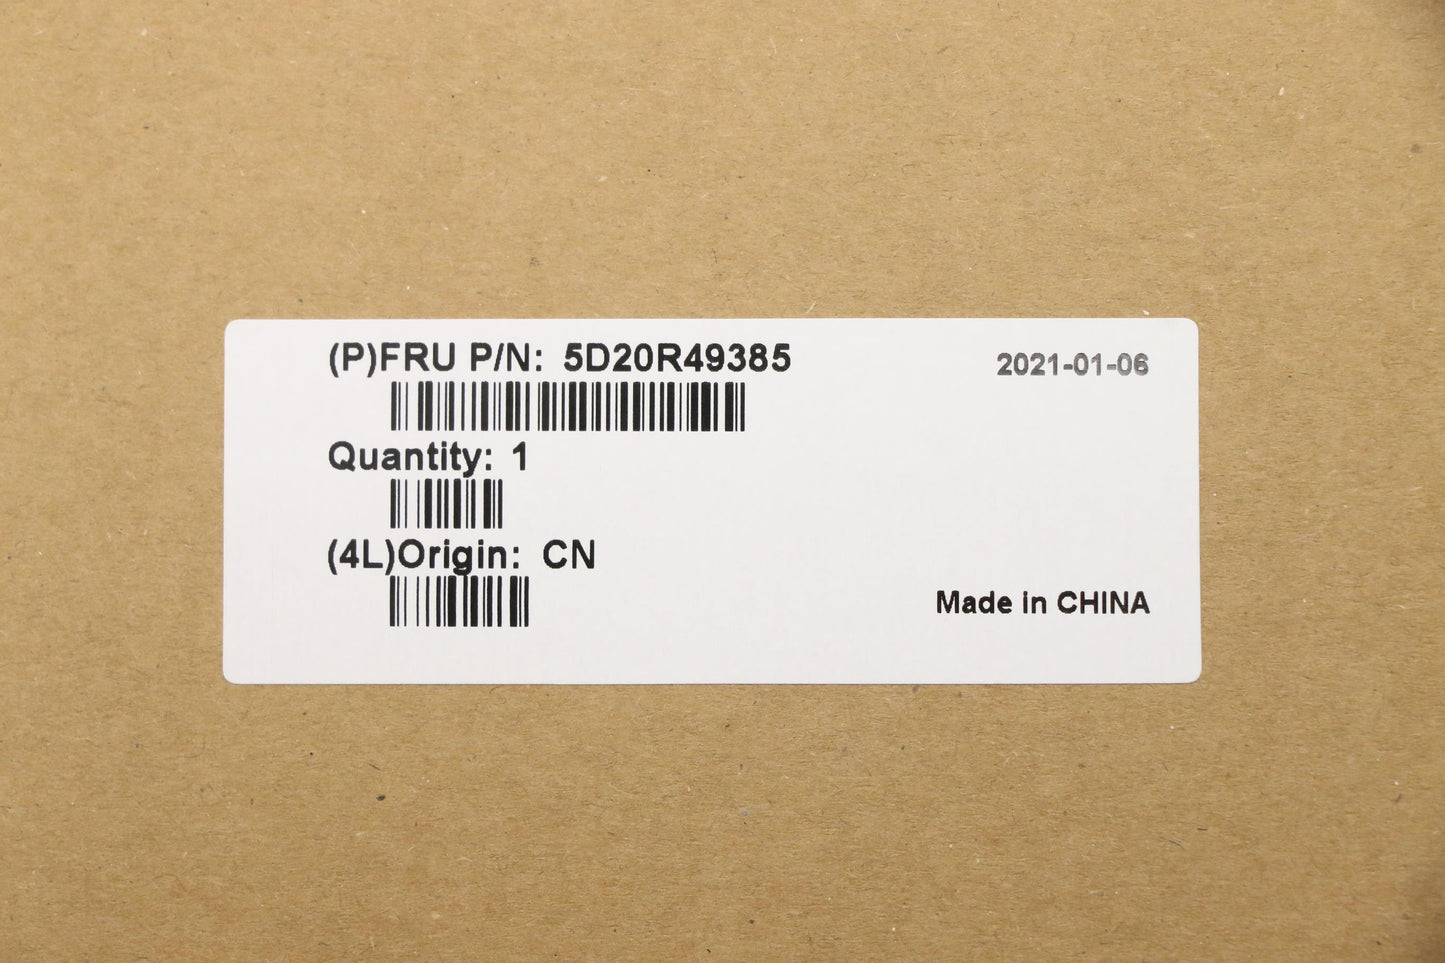 (P)FRU P/N: 5D20R49385
2021-01-06
Quantity: 1
(4L)Origin: CN
Made in CHINA